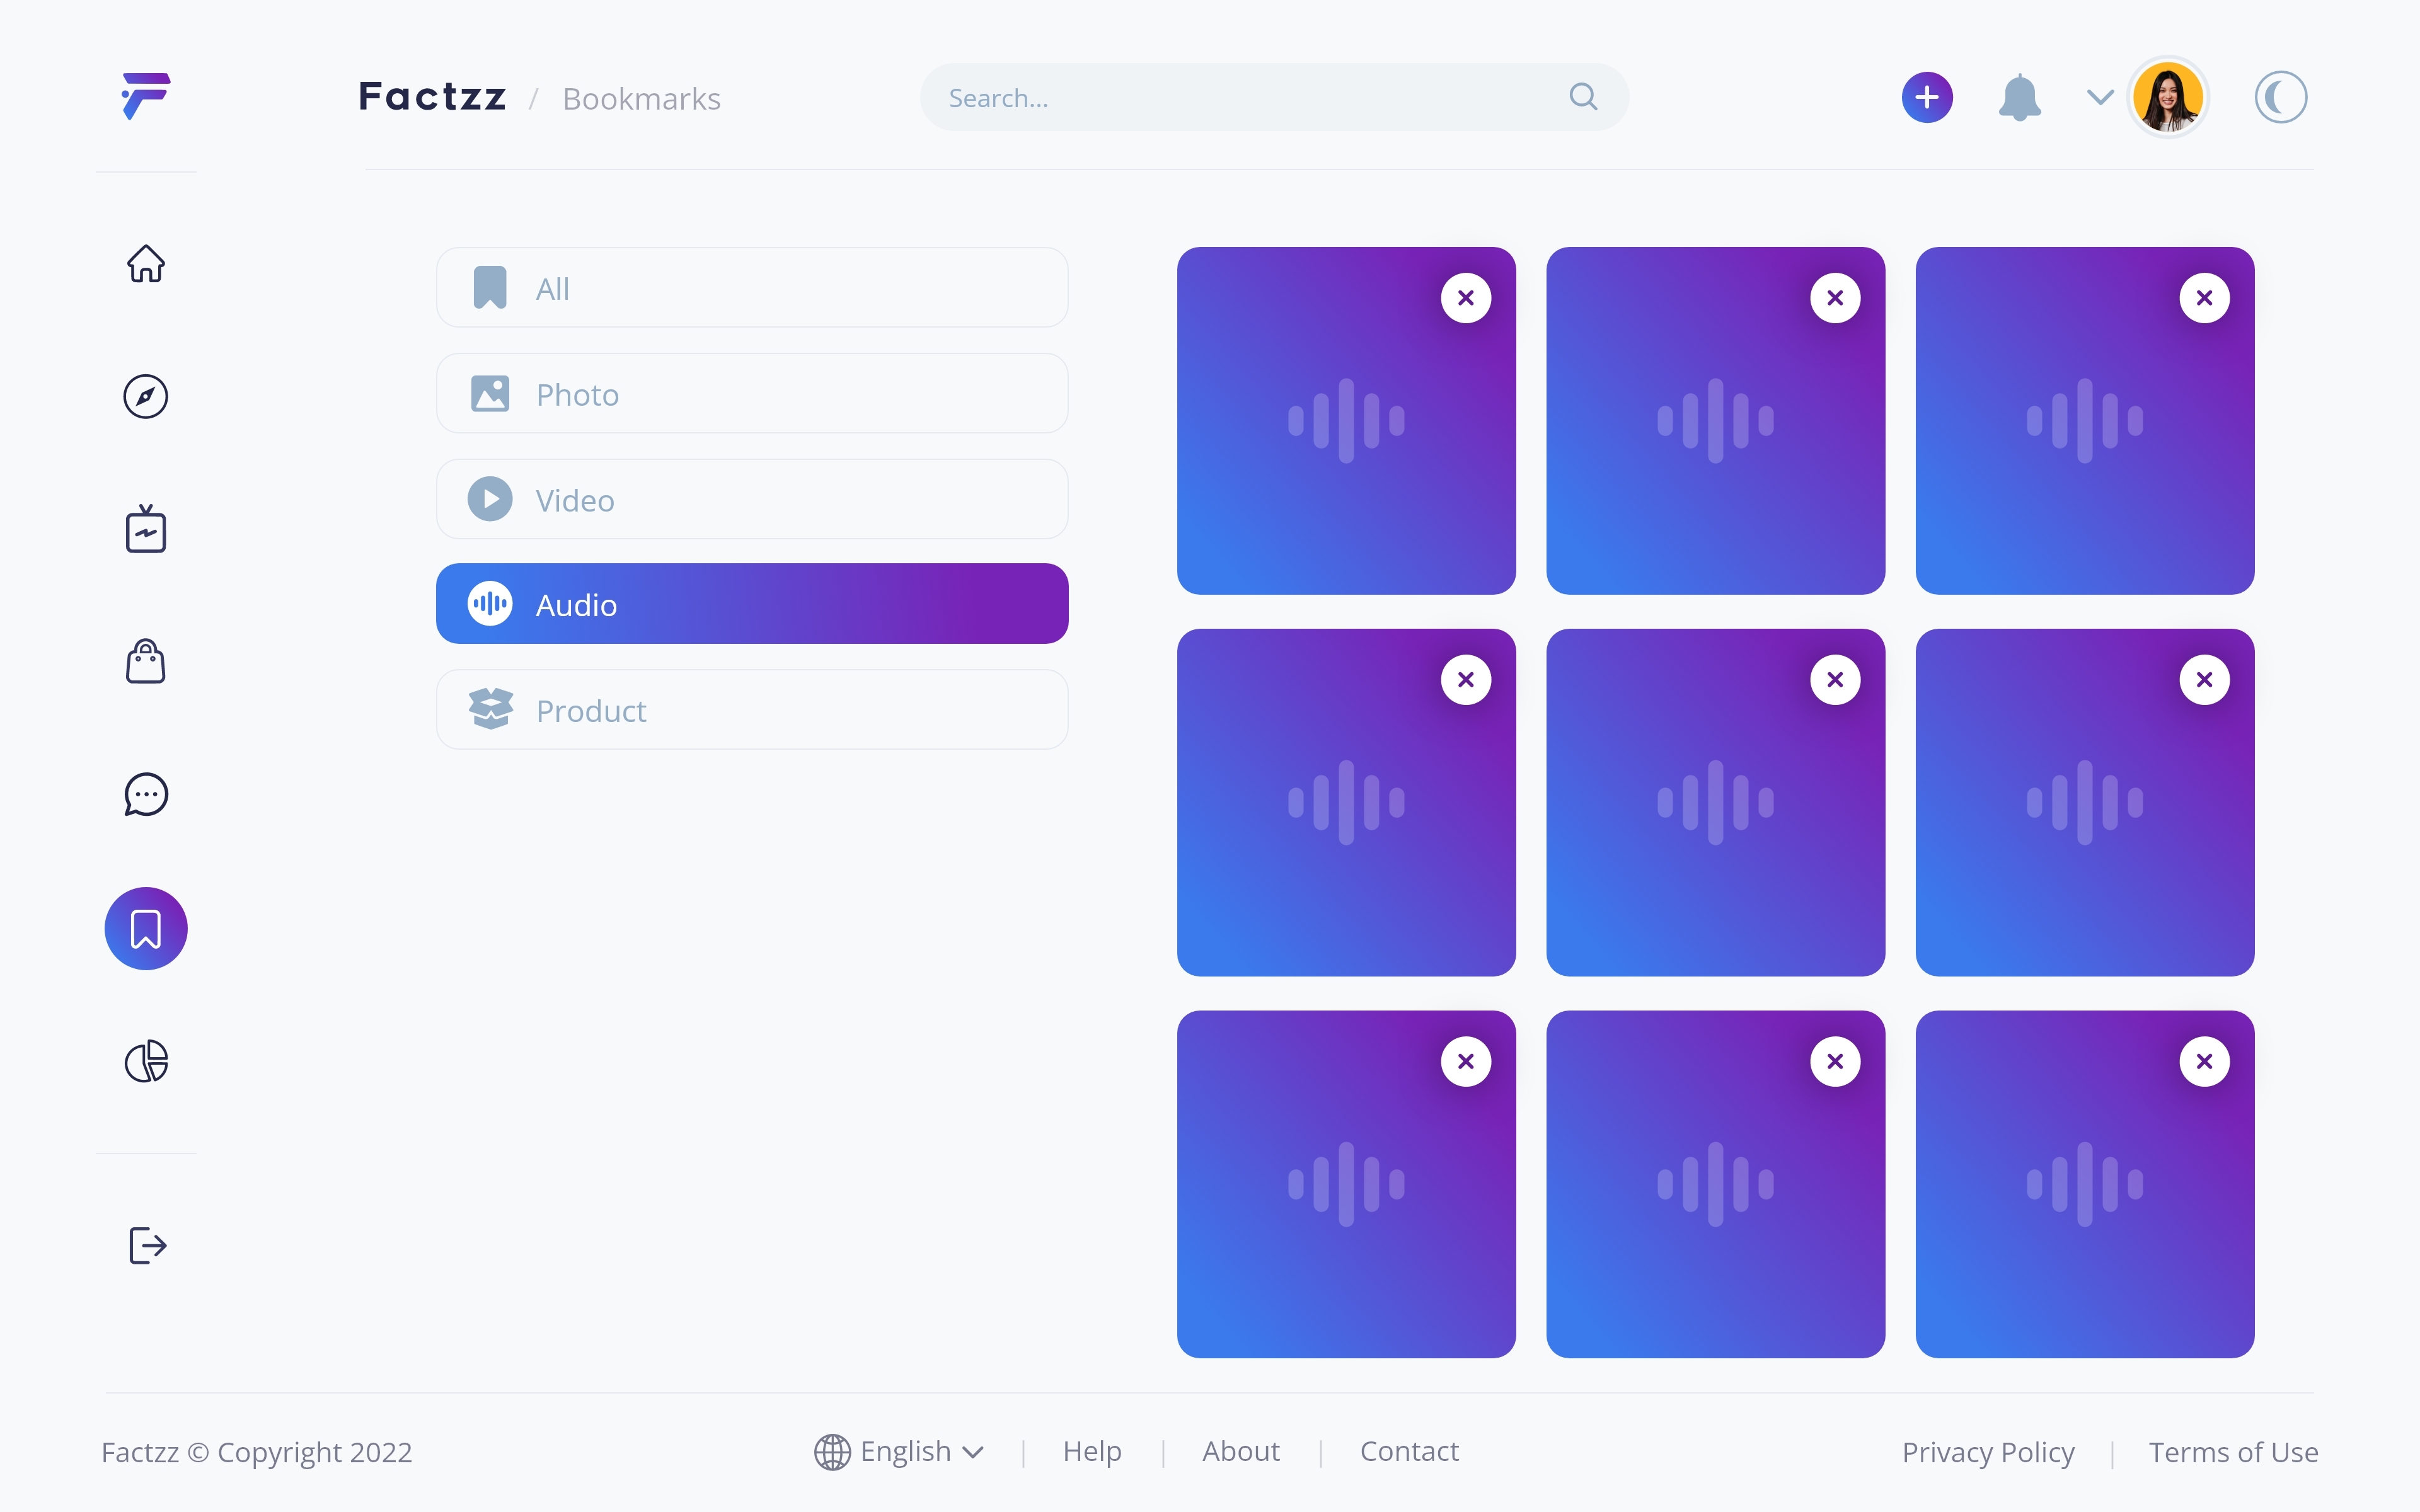 Factzz / Bookmarks
Search...
All
Photo
Video
Audio
Product
Factzz © Copyright 2022
English | Help | About | Contact
Privacy Policy | Terms of Use